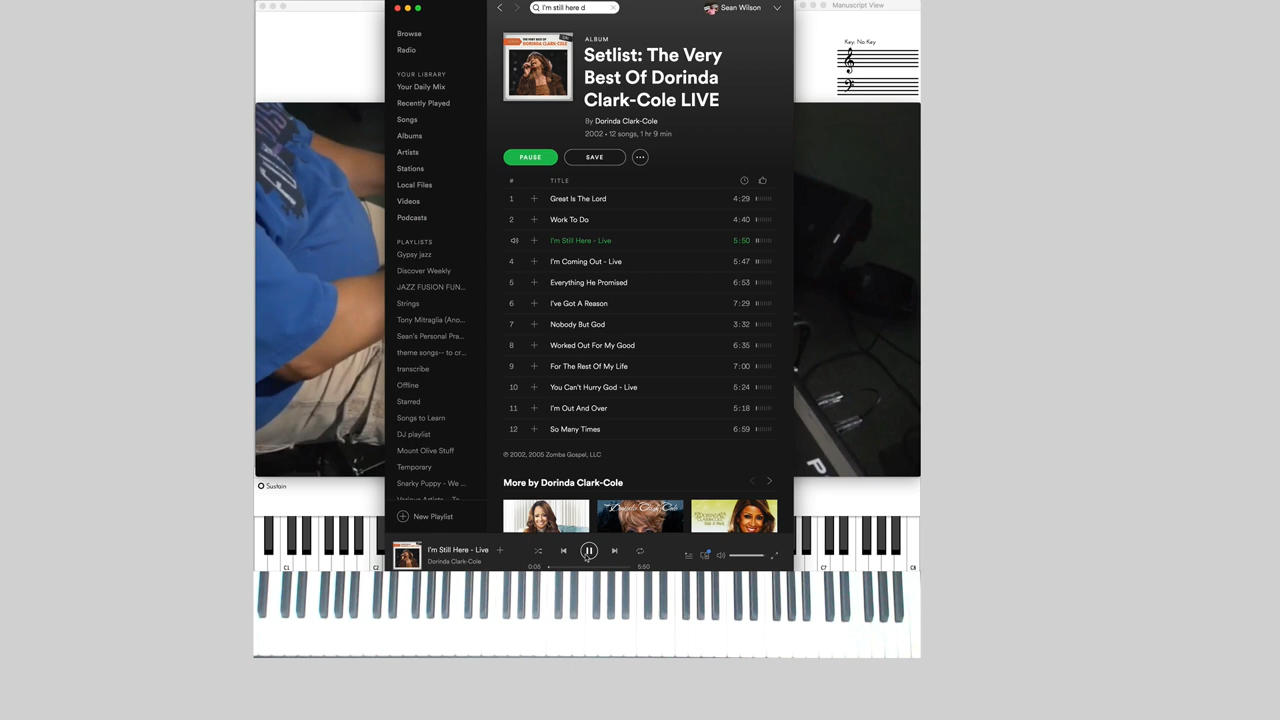 I'm still here d
Sean Wilson
Manuscript View
Key: No Key
Browse
Radio
YOUR LIBRARY
Your Daily Mix
Recently Played
Songs
Albums
Artists
Stations
Local Files
Videos
Podcasts
PLAYLISTS
Gypsy jazz
Discover Weekly
JAZZ FUSION FUN...
Strings
Tony Mitraglia (Ano...
Sean's Personal Pra...
theme songs-- to cr...
transcribe
Offline
Starred
Songs to Learn
DJ playlist
Mount Olive Stuff
Temporary
Snarky Puppy - We ...
New Playlist
ALBUM
Setlist: The Very
Best Of Dorinda
Clark-Cole LIVE
By Dorinda Clark-Cole
2002 • 12 songs, 1 hr 9 min
PAUSE SAVE
# TITLE
1 Great Is The Lord 4:29
2 Work To Do 4:40
I'm Still Here - Live 5:50
4 I'm Coming Out - Live 5:47
5 Everything He Promised 6:53
6 I've Got A Reason 7:29
7 Nobody But God 3:32
8 Worked Out For My Good 6:35
9 For The Rest Of My Life 7:00
10 You Can't Hurry God - Live 5:24
11 I'm Out And Over 5:18
12 So Many Times 6:59
℗ 2002, 2005 Zomba Gospel, LLC
More by Dorinda Clark-Cole
I'm Still Here - Live
Dorinda Clark-Cole
0:05 5:50
Sustain
C1 C2 C7 C8